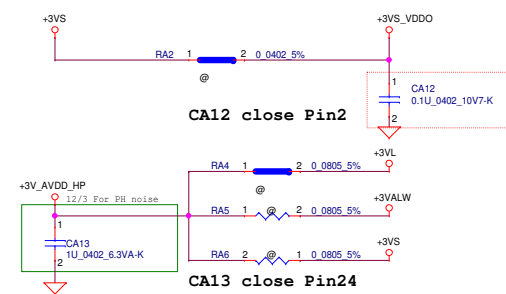 +3VS
+3VS_VDDO
RA2 1 2 0_0402_5%
@
1
CA12
0.1U_0402_10V7-K
2
CA12 close Pin2
+3VL
RA4 1 2 0_0805_5%
@
+3V_AVDD_HP
12/3 For PH noise
+3VALW
RA5 1 @ 2 0_0805_5%
1
CA13
1U_0402_6.3VA-K
2
+3VS
RA6 2 @ 1 0_0805_5%
CA13 close Pin24